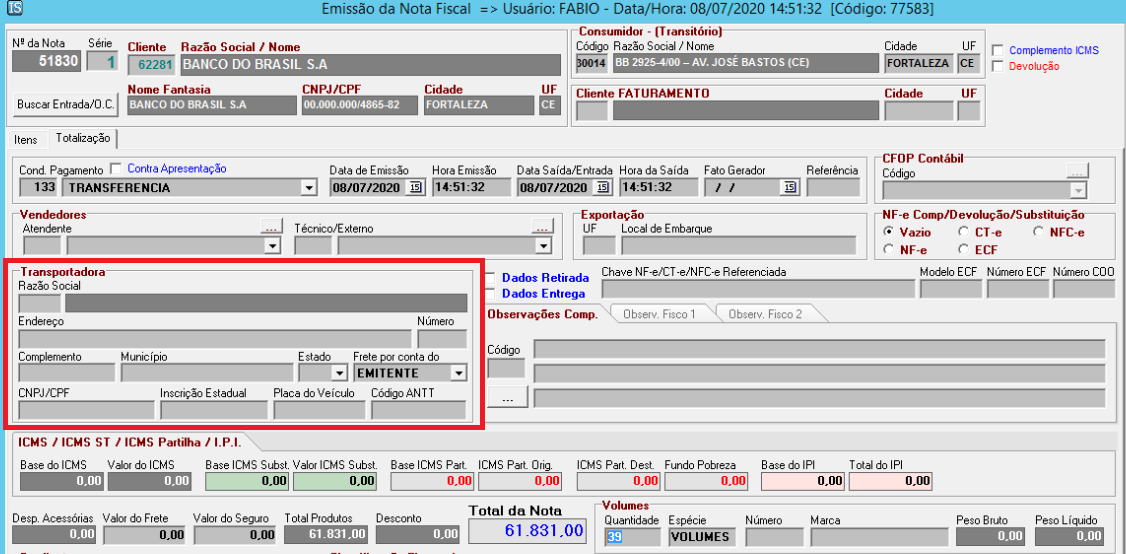 IS Emissão da Nota Fiscal => Usuário: FABIO - Data/Hora: 08/07/2020 14:51:32 [Código: 77583]
Nª da Nota Série Cliente Razão Social / Nome
51830 1 62281 BANCO DO BRASIL S.A
Consumidor - (Transitório)
Código Razão Social / Nome Cidade UF
30014 BB 2925-4/00 – AV. JOSÉ BASTOS (CE) FORTALEZA CE
Complemento ICMS
Devolução
Buscar Entrada/O.C.
Nome Fantasia CNPJ/CPF Cidade UF
BANCO DO BRASIL S.A 00.000.000/4865-82 FORTALEZA CE
Cliente FATURAMENTO Cidade UF
Itens Totalização
Cond. Pagamento Contra Apresentação Data de Emissão Hora Emissão Data Saída/Entrada Hora da Saída Fato Gerador Referência
133 TRANSFERENCIA 08/07/2020 15 14:51:32 08/07/2020 15 14:51:32 / / 15
CFOP Contábil
Código ...
Vendedores
Atendente ... Técnico/Externo ...
Exportação
UF Local de Embarque
NF-e Comp/Devolução/Substituição
Vazio CT-e NFC-e
NF-e ECF
Transportadora
Razão Social
Endereço Número
Complemento Município Estado Frete por conta do
EMITENTE
CNPJ/CPF Inscrição Estadual Placa do Veículo Código ANTT
Dados Retirada
Dados Entrega
Chave NF-e/CT-e/NFC-e Referenciada Modelo ECF Número ECF Número COO
Observações Comp. Observ. Fisco 1 Observ. Fisco 2
Código
...
ICMS / ICMS ST / ICMS Partilha / I.P.I.
Base do ICMS Valor do ICMS Base ICMS Subst. Valor ICMS Subst. Base ICMS Part. ICMS Part. Orig. ICMS Part. Dest. Fundo Pobreza Base do IPI Total do IPI
0,00 0,00 0,00 0,00 0,00 0,00 0,00 0,00 0,00 0,00
Desp. Acessórias Valor do Frete Valor do Seguro Total Produtos Desconto Total da Nota
0,00 0,00 0,00 61.831,00 0,00 61.831,00
Volumes
Quantidade Espécie Número Marca Peso Bruto Peso Líquido
39 VOLUMES 0,00 0,00